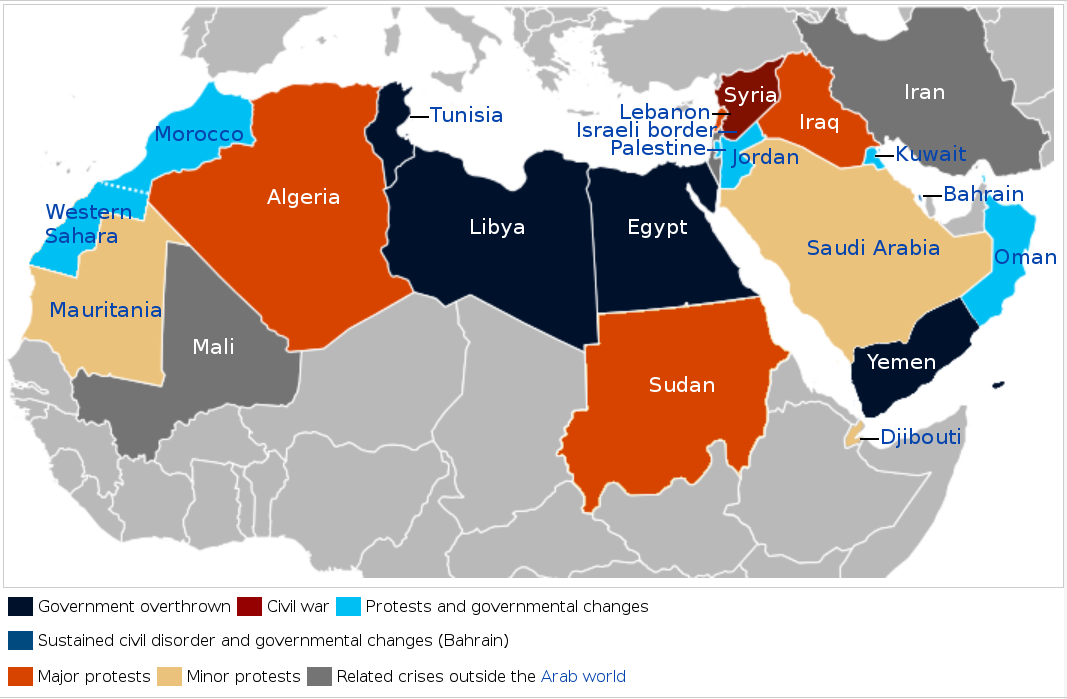 Tunisia
Syria
Iran
Lebanon
Iraq
Israeli border
Morocco
Palestine
Jordan
Kuwait
Algeria
Bahrain
Western
Sahara
Libya
Egypt
Saudi Arabia
Oman
Mauritania
Mali
Yemen
Sudan
Djibouti
Government overthrown Civil war Protests and governmental changes
Sustained civil disorder and governmental changes (Bahrain)
Major protests Minor protests Related crises outside the Arab world